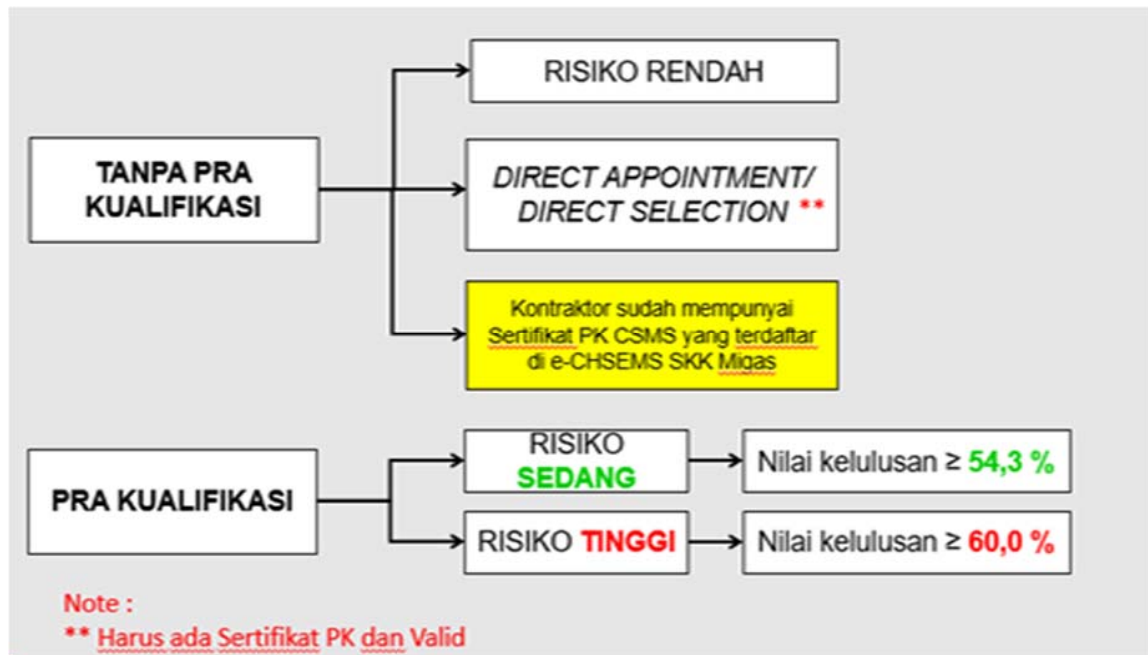 RISIKO RENDAH
TANPA PRA
KUALIFIKASI
DIRECT APPOINTMENT/
DIRECT SELECTION **
Kontraktor sudah mempunyai
Sertifikat PK CSMS yang terdaftar
di e-CHSEMS SKK Migas
PRA KUALIFIKASI
RISIKO
SEDANG
Nilai kelulusan ≥ 54,3 %
RISIKO TINGGI
Nilai kelulusan ≥ 60,0 %
Note :
** Harus ada Sertifikat PK dan Valid